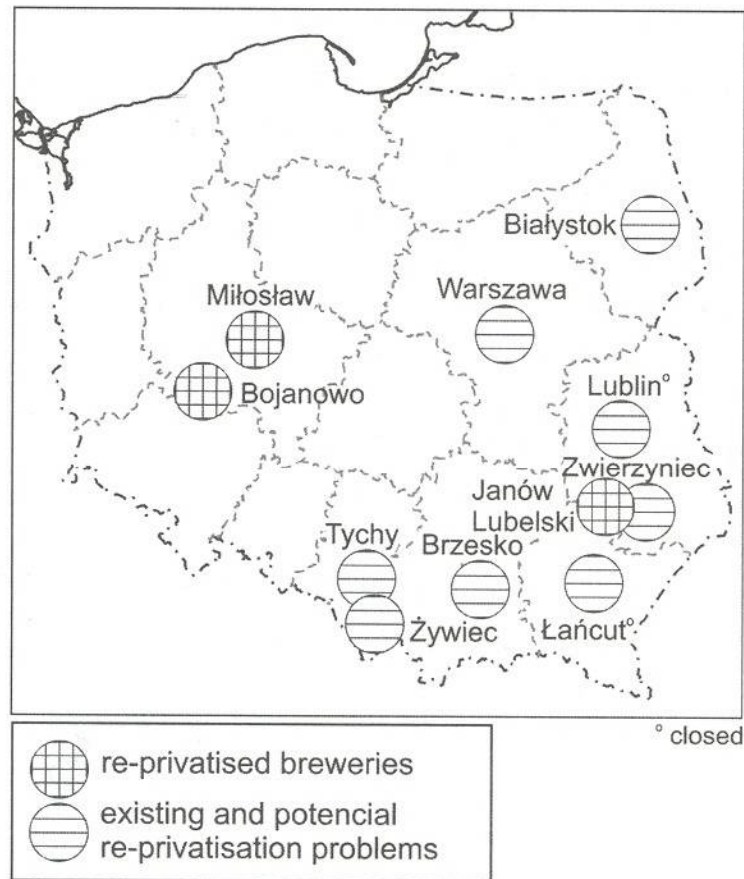 Białystok
Warszawa
Miłosław
Bojanowo
Lublin°
Zwierzyniec
Janów
Lubelski
Tychy
Brzesko
Żywiec
Łańcut°
° closed
re-privatised breweries
existing and potencial
re-privatisation problems